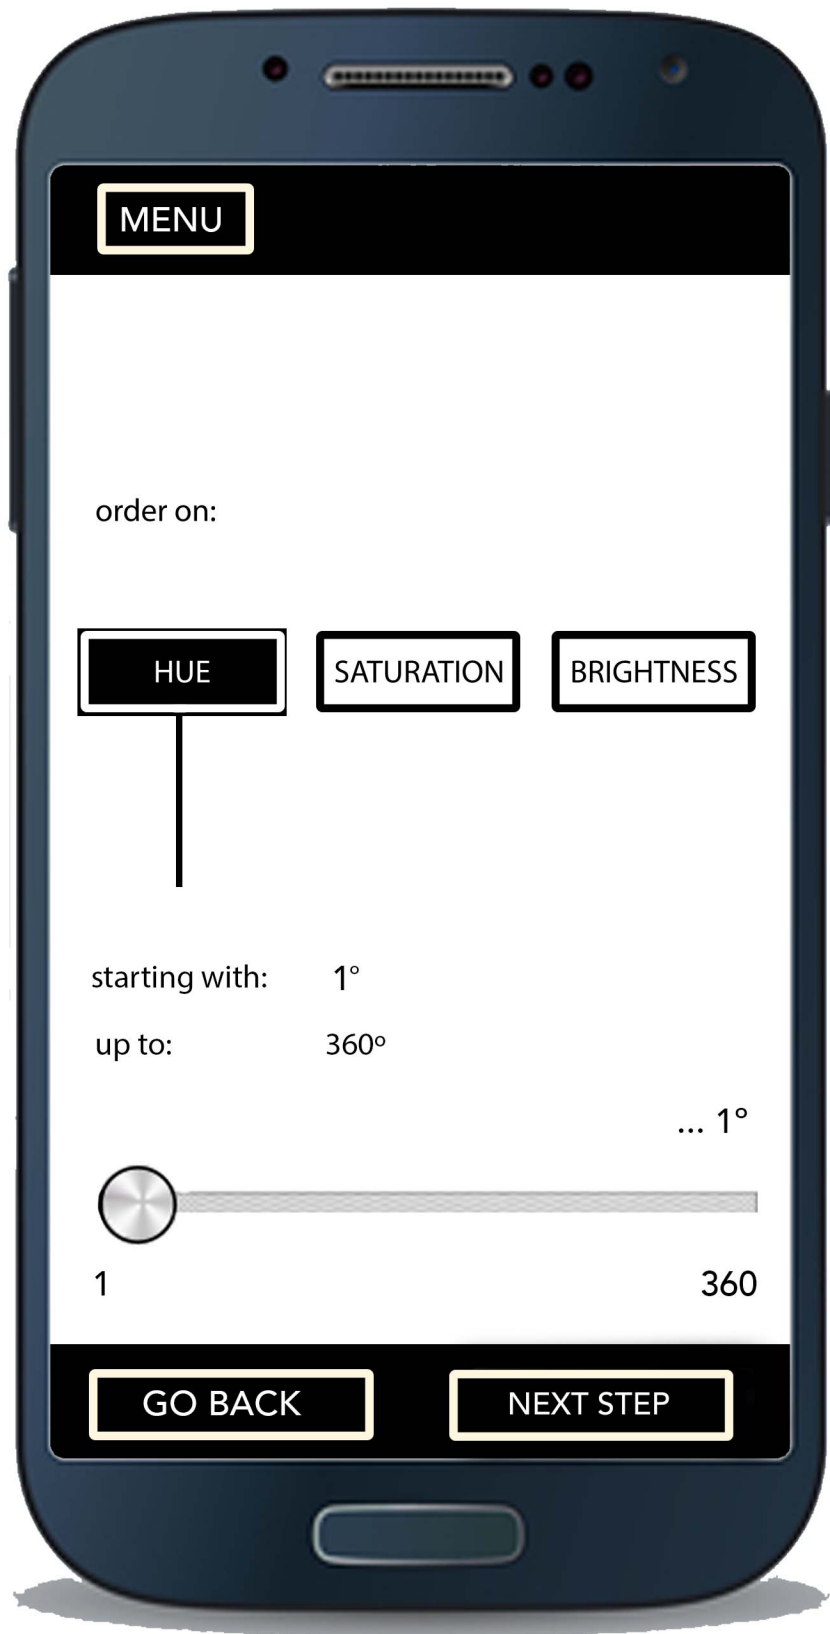 MENU
order on:
HUE SATURATION BRIGHTNESS
starting with: 1°
up to: 360º
... 1°
1 360
GO BACK NEXT STEP